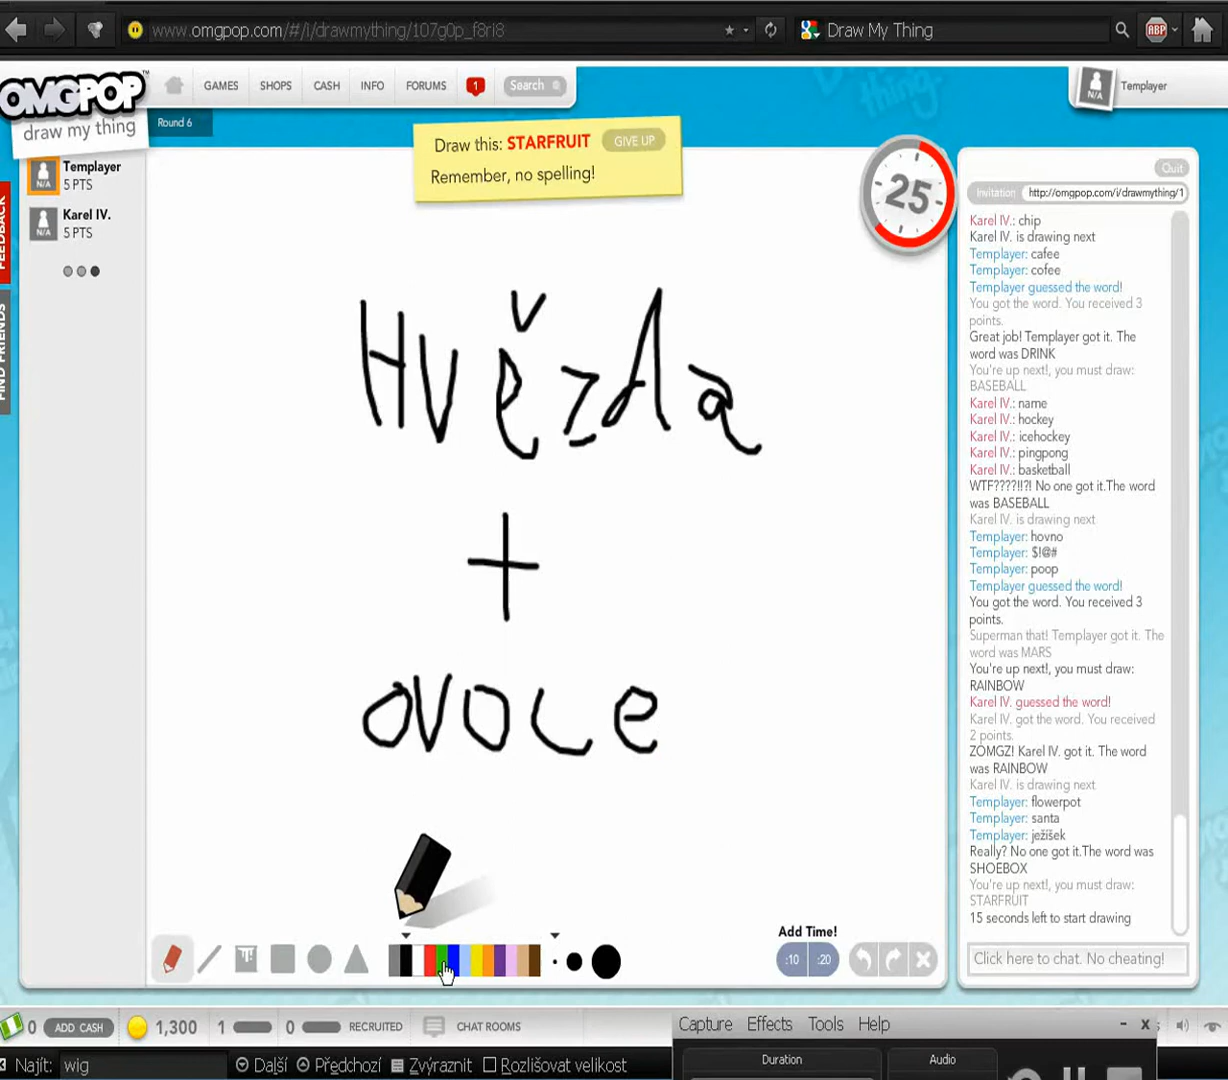 www.omgpop.com/#/l/drawmything/107g0p_f8ri8
Draw My Thing
ABP
OMGPOP
draw my thing
GAMES
SHOPS
CASH
INFO
FORUMS
1
Search
Templayer
Round 6
Draw this: STARFRUIT
GIVE UP
Remember, no spelling!
25
N/A
Templayer
5 PTS
N/A
Karel IV.
5 PTS
FEEDBACK
FIND FRIENDS
Hvězda
+
ovoce
Quit
Invitation: http://omgpop.com/i/drawmything/1
Karel IV.: chip
Karel IV. is drawing next
Templayer: cafee
Templayer: cofee
Templayer guessed the word!
You got the word. You received 3
points.
Great job! Templayer got it. The
word was DRINK
You're up next!, you must draw:
BASEBALL
Karel IV.: name
Karel IV.: hockey
Karel IV.: icehockey
Karel IV.: pingpong
Karel IV.: basketball
WTF????!!?! No one got it.The word
was BASEBALL
Karel IV. is drawing next
Templayer: hovno
Templayer: $!@#
Templayer: poop
Templayer guessed the word!
You got the word. You received 3
points.
Superman that! Templayer got it. The
word was MARS
You're up next!, you must draw:
RAINBOW
Karel IV. guessed the word!
Karel IV. got the word. You received
2 points.
ZOMGZ! Karel IV. got it. The word
was RAINBOW
Karel IV. is drawing next
Templayer: flowerpot
Templayer: santa
Templayer: ježíšek
Really? No one got it.The word was
SHOEBOX
You're up next!, you must draw:
STARFRUIT
15 seconds left to start drawing
Click here to chat. No cheating!
Add Time!
:10
:20
0
ADD CASH
1,300
1
0
RECRUITED
CHAT ROOMS
Capture
Effects
Tools
Help
Duration
Audio
Najít: wig
Další
Předchozí
Zvýraznit
Rozlišovat velikost